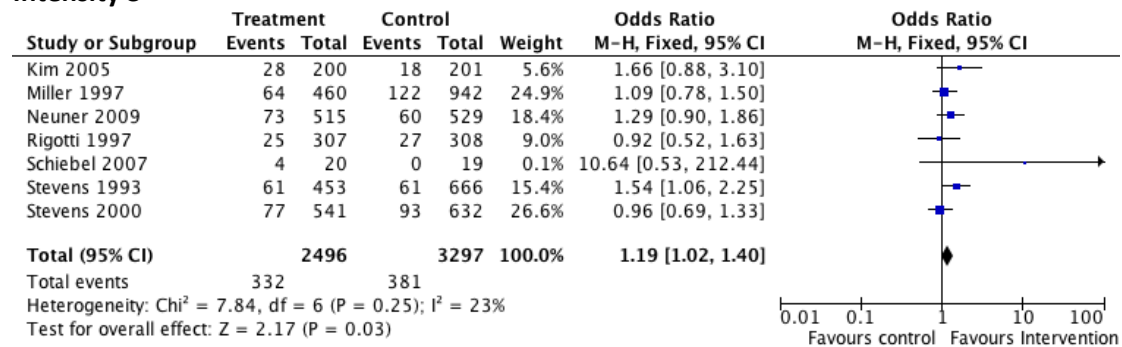 Treatment Control Odds Ratio Odds Ratio
Study or Subgroup Events Total Events Total Weight M-H, Fixed, 95% CI M-H, Fixed, 95% CI
Kim 2005 28 200 18 201 5.6% 1.66 [0.88, 3.10]
Miller 1997 64 460 122 942 24.9% 1.09 [0.78, 1.50]
Neuner 2009 73 515 60 529 18.4% 1.29 [0.90, 1.86]
Rigotti 1997 25 307 27 308 9.0% 0.92 [0.52, 1.63]
Schiebel 2007 4 20 0 19 0.1% 10.64 [0.53, 212.44]
Stevens 1993 61 453 61 666 15.4% 1.54 [1.06, 2.25]
Stevens 2000 77 541 93 632 26.6% 0.96 [0.69, 1.33]
Total (95% CI) 2496 3297 100.0% 1.19 [1.02, 1.40]
Total events 332 381
Heterogeneity: Chi² = 7.84, df = 6 (P = 0.25); I² = 23%
Test for overall effect: Z = 2.17 (P = 0.03)
0.01 0.1 1 10 100
Favours control Favours Intervention